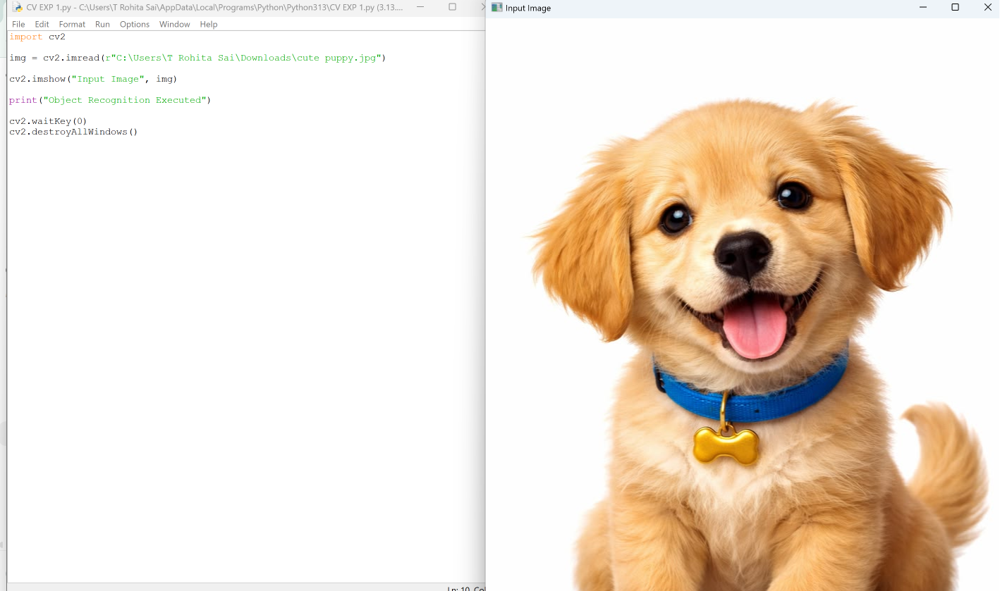 CV EXP 1.py - C:\Users\T Rohita Sai\AppData\Local\Programs\Python\Python313\CV EXP 1.py (3.13....
File Edit Format Run Options Window Help
import cv2
img = cv2.imread(r"C:\Users\T Rohita Sai\Downloads\cute puppy.jpg")
cv2.imshow("Input Image", img)
print("Object Recognition Executed")
cv2.waitKey(0)
cv2.destroyAllWindows()
Ln: 10 Col
Input Image